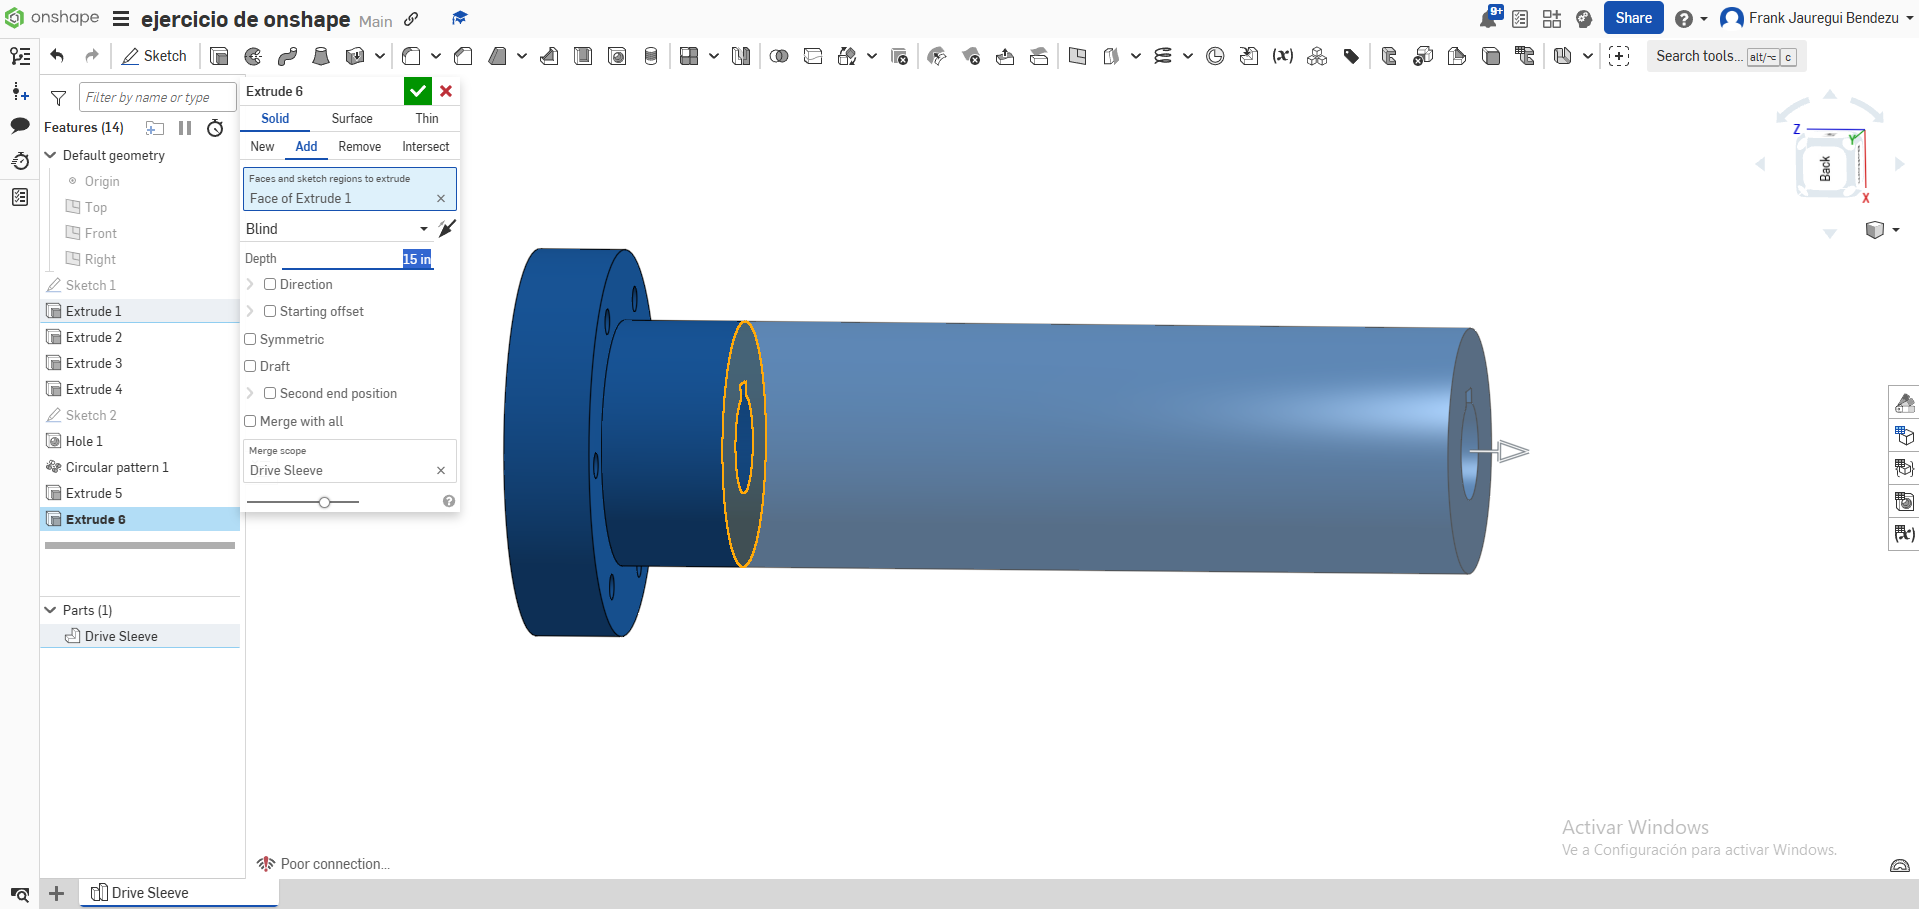 onshape
ejercicio de onshape Main
9+
Share
Frank Jauregui Bendezu
Sketch
Search tools... alt/⌥ c
Filter by name or type
Features (14)
Default geometry
Origin
Top
Front
Right
Sketch 1
Extrude 1
Extrude 2
Extrude 3
Extrude 4
Sketch 2
Hole 1
Circular pattern 1
Extrude 5
Extrude 6
Parts (1)
Drive Sleeve
Extrude 6
Solid Surface Thin
New Add Remove Intersect
Faces and sketch regions to extrude
Face of Extrude 1
Blind
Depth 15 in
Direction
Starting offset
Symmetric
Draft
Second end position
Merge with all
Merge scope
Drive Sleeve
Z
Y
Back
X
Poor connection...
Activar Windows
Ve a Configuración para activar Windows.
Drive Sleeve